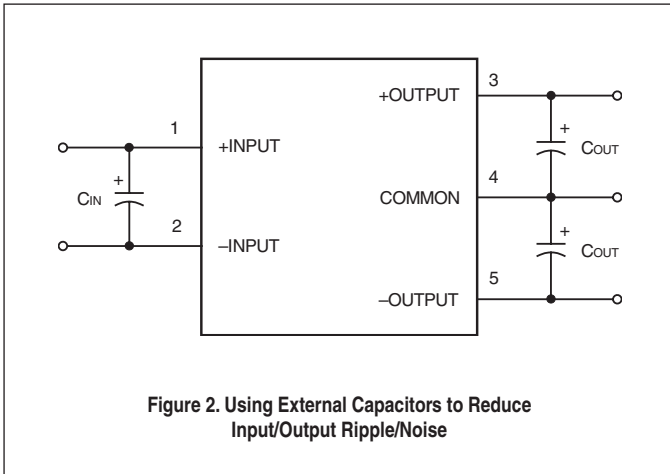 3
+OUTPUT
1
+INPUT
+
COUT
4
+
CIN
COMMON
2
+
–INPUT
COUT
5
–OUTPUT
Figure 2. Using External Capacitors to Reduce
Input/Output Ripple/Noise